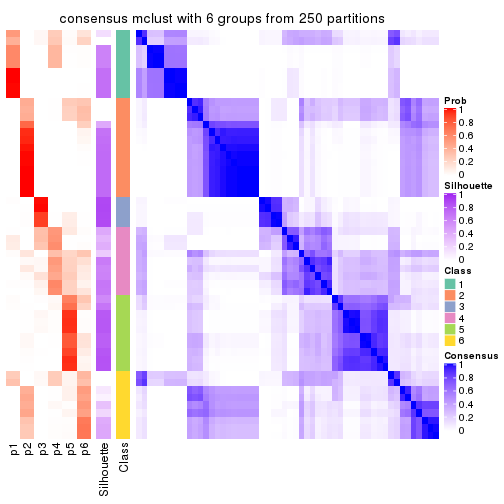 consensus mclust with 6 groups from 250 partitions
Prob
1
0.8
0.6
0.4
0.2
0
Silhouette
1
0.8
0.6
0.4
0.2
0
Class
1
2
3
4
5
6
Consensus
1
0.8
0.6
0.4
0.2
0
p1
p2
p3
p4
p5
p6
Silhouette
Class